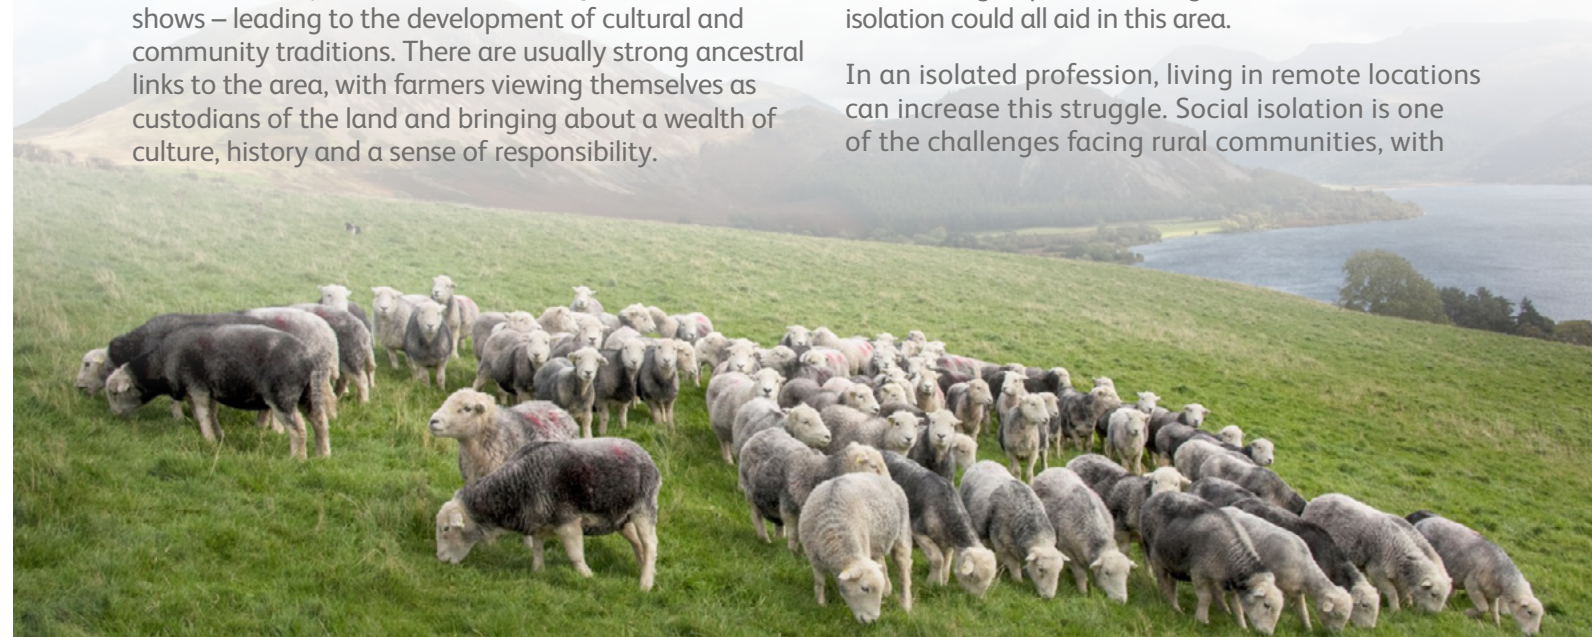 shows – leading to the development of cultural and
community traditions. There are usually strong ancestral
links to the area, with farmers viewing themselves as
custodians of the land and bringing about a wealth of
culture, history and a sense of responsibility.
isolation could all aid in this area.
In an isolated profession, living in remote locations
can increase this struggle. Social isolation is one
of the challenges facing rural communities, with